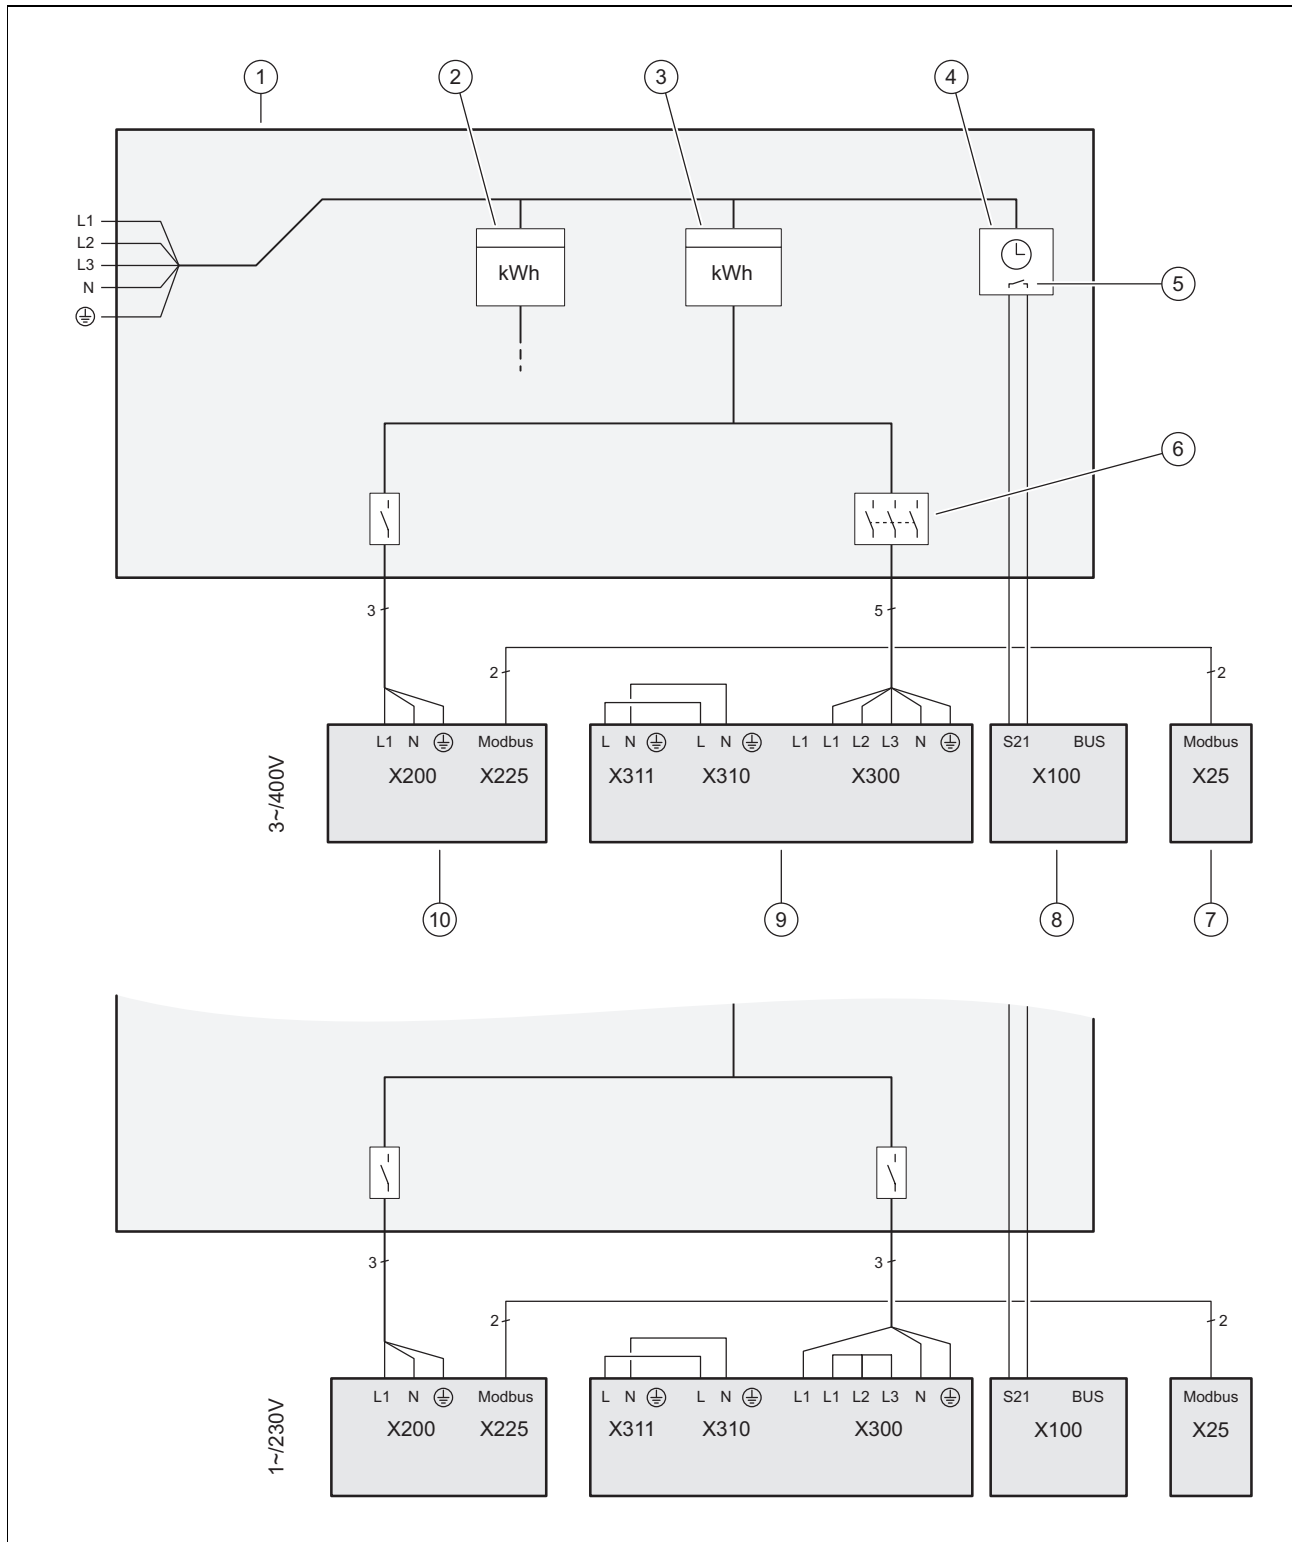 1 2 3 4
L1
L2
L3
N
kWh kWh
5
6
3 5
2 2
3~/400V
L1 N Modbus L N L N L1 L1 L2 L3 N S21 BUS Modbus
X200 X225 X311 X310 X300 X100 X25
10 9 8 7
3 3
2 2
1~/230V
L1 N Modbus L N L N L1 L1 L2 L3 N S21 BUS Modbus
X200 X225 X311 X310 X300 X100 X25